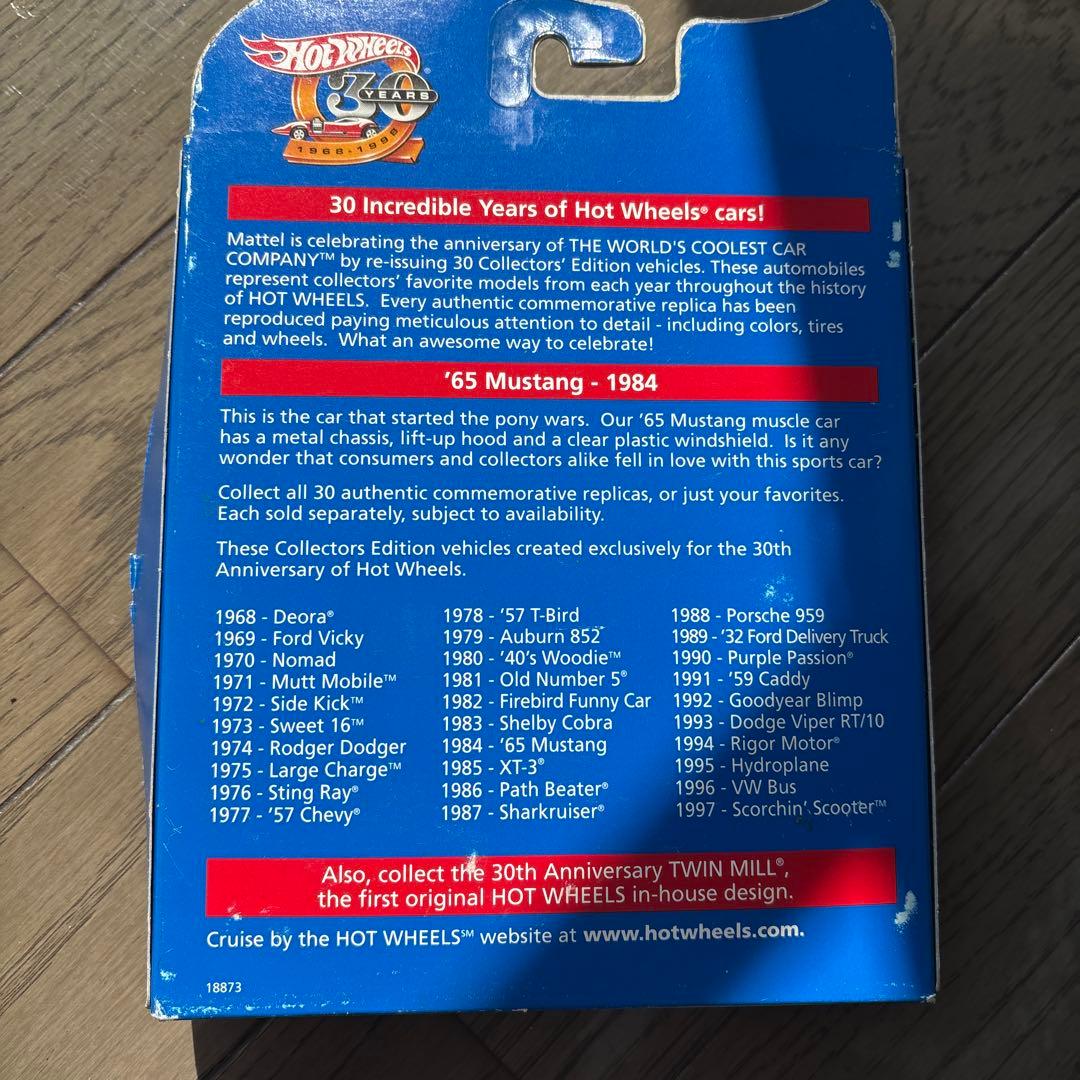 HOT WHEELS®
30 YEARS
1968-1998
30 Incredible Years of Hot Wheels® cars!
Mattel is celebrating the anniversary of THE WORLD'S COOLEST CAR
COMPANY™ by re-issuing 30 Collectors' Edition vehicles. These automobiles
represent collectors' favorite models from each year throughout the history
of HOT WHEELS. Every authentic commemorative replica has been
reproduced paying meticulous attention to detail - including colors, tires
and wheels. What an awesome way to celebrate!
'65 Mustang - 1984
This is the car that started the pony wars. Our '65 Mustang muscle car
has a metal chassis, lift-up hood and a clear plastic windshield. Is it any
wonder that consumers and collectors alike fell in love with this sports car?
Collect all 30 authentic commemorative replicas, or just your favorites.
Each sold separately, subject to availability.
These Collectors Edition vehicles created exclusively for the 30th
Anniversary of Hot Wheels.
1968 - Deora®
1969 - Ford Vicky
1970 - Nomad
1971 - Mutt Mobile™
1972 - Side Kick™
1973 - Sweet 16™
1974 - Rodger Dodger
1975 - Large Charge™
1976 - Sting Ray®
1977 - '57 Chevy®
1978 - '57 T-Bird
1979 - Auburn 852
1980 - '40's Woodie™
1981 - Old Number 5®
1982 - Firebird Funny Car
1983 - Shelby Cobra
1984 - '65 Mustang
1985 - XT-3®
1986 - Path Beater®
1987 - Sharkruiser®
1988 - Porsche 959
1989 - '32 Ford Delivery Truck
1990 - Purple Passion®
1991 - '59 Caddy
1992 - Goodyear Blimp
1993 - Dodge Viper RT/10
1994 - Rigor Motor®
1995 - Hydroplane
1996 - VW Bus
1997 - Scorchin' Scooter™
Also, collect the 30th Anniversary TWIN MILL®,
the first original HOT WHEELS in-house design.
Cruise by the HOT WHEELS℠ website at www.hotwheels.com.
18873